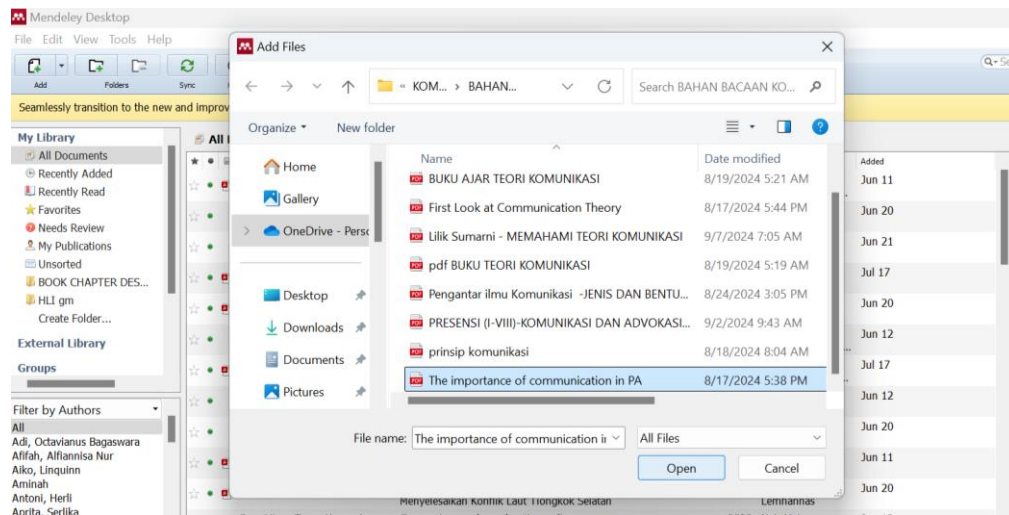 Mendeley Desktop
File Edit View Tools Help
Add Folders Sync
Seamlessly transition to the new and improv
My Library
All Documents
Recently Added
Recently Read
Favorites
Needs Review
My Publications
Unsorted
BOOK CHAPTER DES...
HLI gm
Create Folder...
External Library
Groups
Filter by Authors
All
Adi, Octavianus Bagaswara
Afifah, Alfiannisa Nur
Aiko, Linquinn
Aminah
Antoni, Herli
Aprita, Serlika
Add Files
« KOM... › BAHAN...
Search BAHAN BACAAN KO...
Organize New folder
Home
Gallery
OneDrive - Perso
Desktop
Downloads
Documents
Pictures
Name Date modified
BUKU AJAR TEORI KOMUNIKASI 8/19/2024 5:21 AM
First Look at Communication Theory 8/17/2024 5:44 PM
Lilik Sumarni - MEMAHAMI TEORI KOMUNIKASI 9/7/2024 7:05 AM
pdf BUKU TEORI KOMUNIKASI 8/19/2024 5:19 AM
Pengantar ilmu Komunikasi -JENIS DAN BENTU... 8/24/2024 3:05 PM
PRESENSI (I-VIII)-KOMUNIKASI DAN ADVOKASI... 9/2/2024 9:43 AM
prinsip komunikasi 8/18/2024 8:04 AM
The importance of communication in PA 8/17/2024 5:38 PM
File name: The importance of communication i All Files
Open Cancel
Added
Jun 11
Jun 20
Jun 21
Jul 17
Jun 20
Jun 12
Jul 17
Jun 12
Jun 20
Jun 11
Jun 20
Menyelesaikan Konflik Laut Tiongkok Selatan Lemhannas